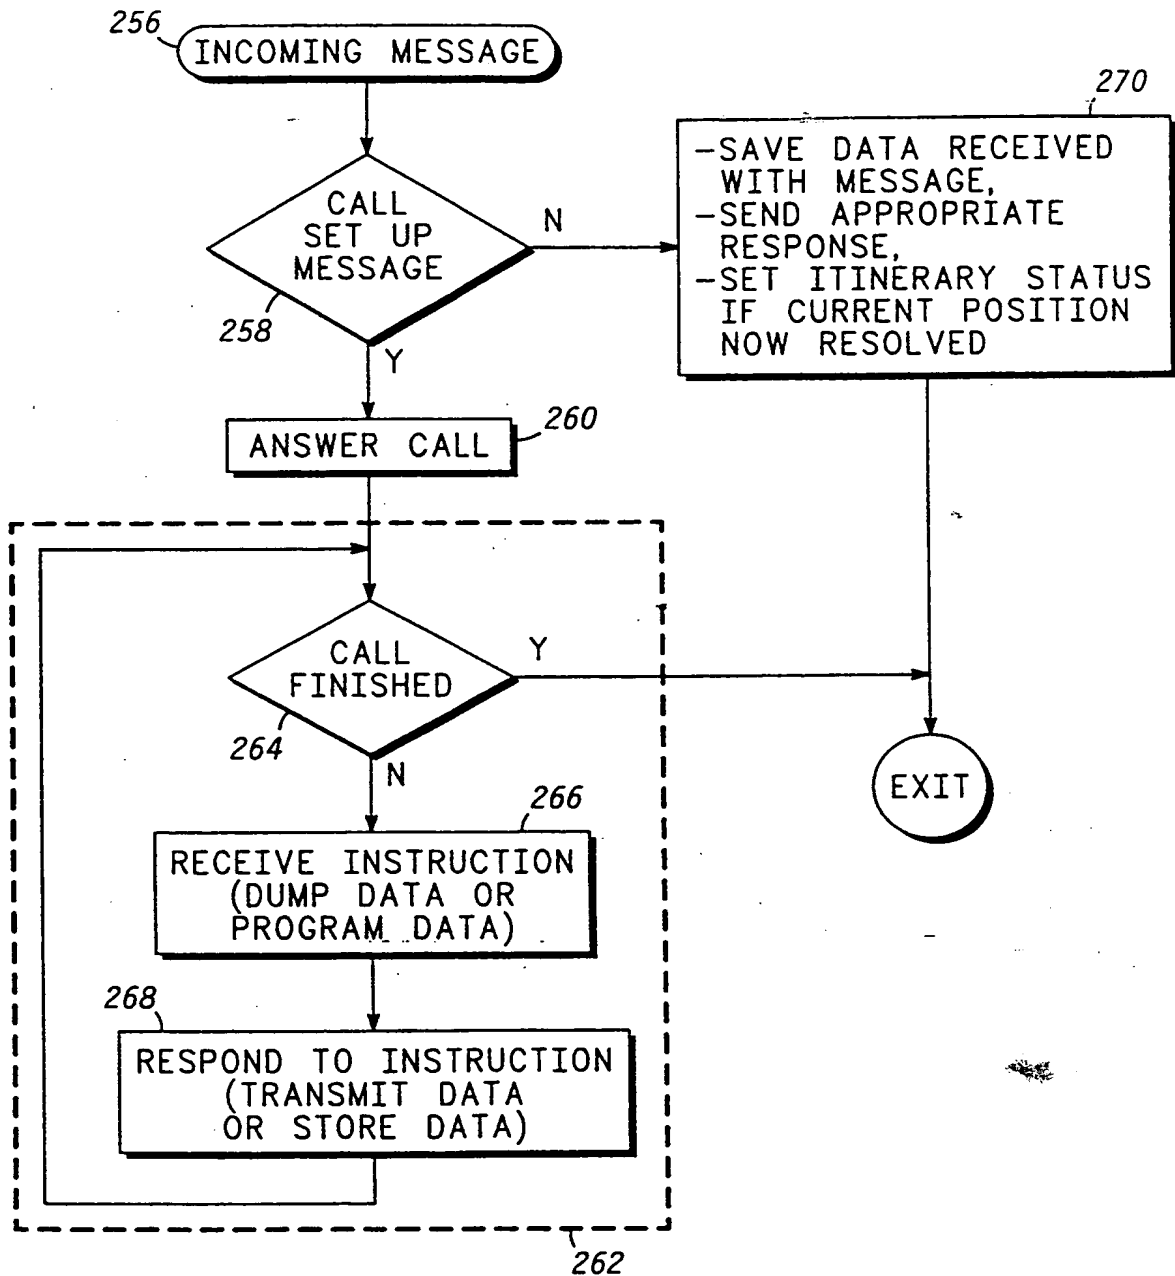 256
INCOMING MESSAGE
270
-SAVE DATA RECEIVED
WITH MESSAGE,
-SEND APPROPRIATE
RESPONSE,
-SET ITINERARY STATUS
IF CURRENT POSITION
NOW RESOLVED
CALL
SET UP
MESSAGE
N
258
Y
260
ANSWER CALL
CALL
FINISHED
Y
264
N
EXIT
266
RECEIVE INSTRUCTION
(DUMP DATA OR
PROGRAM DATA)
268
RESPOND TO INSTRUCTION
(TRANSMIT DATA
OR STORE DATA)
262